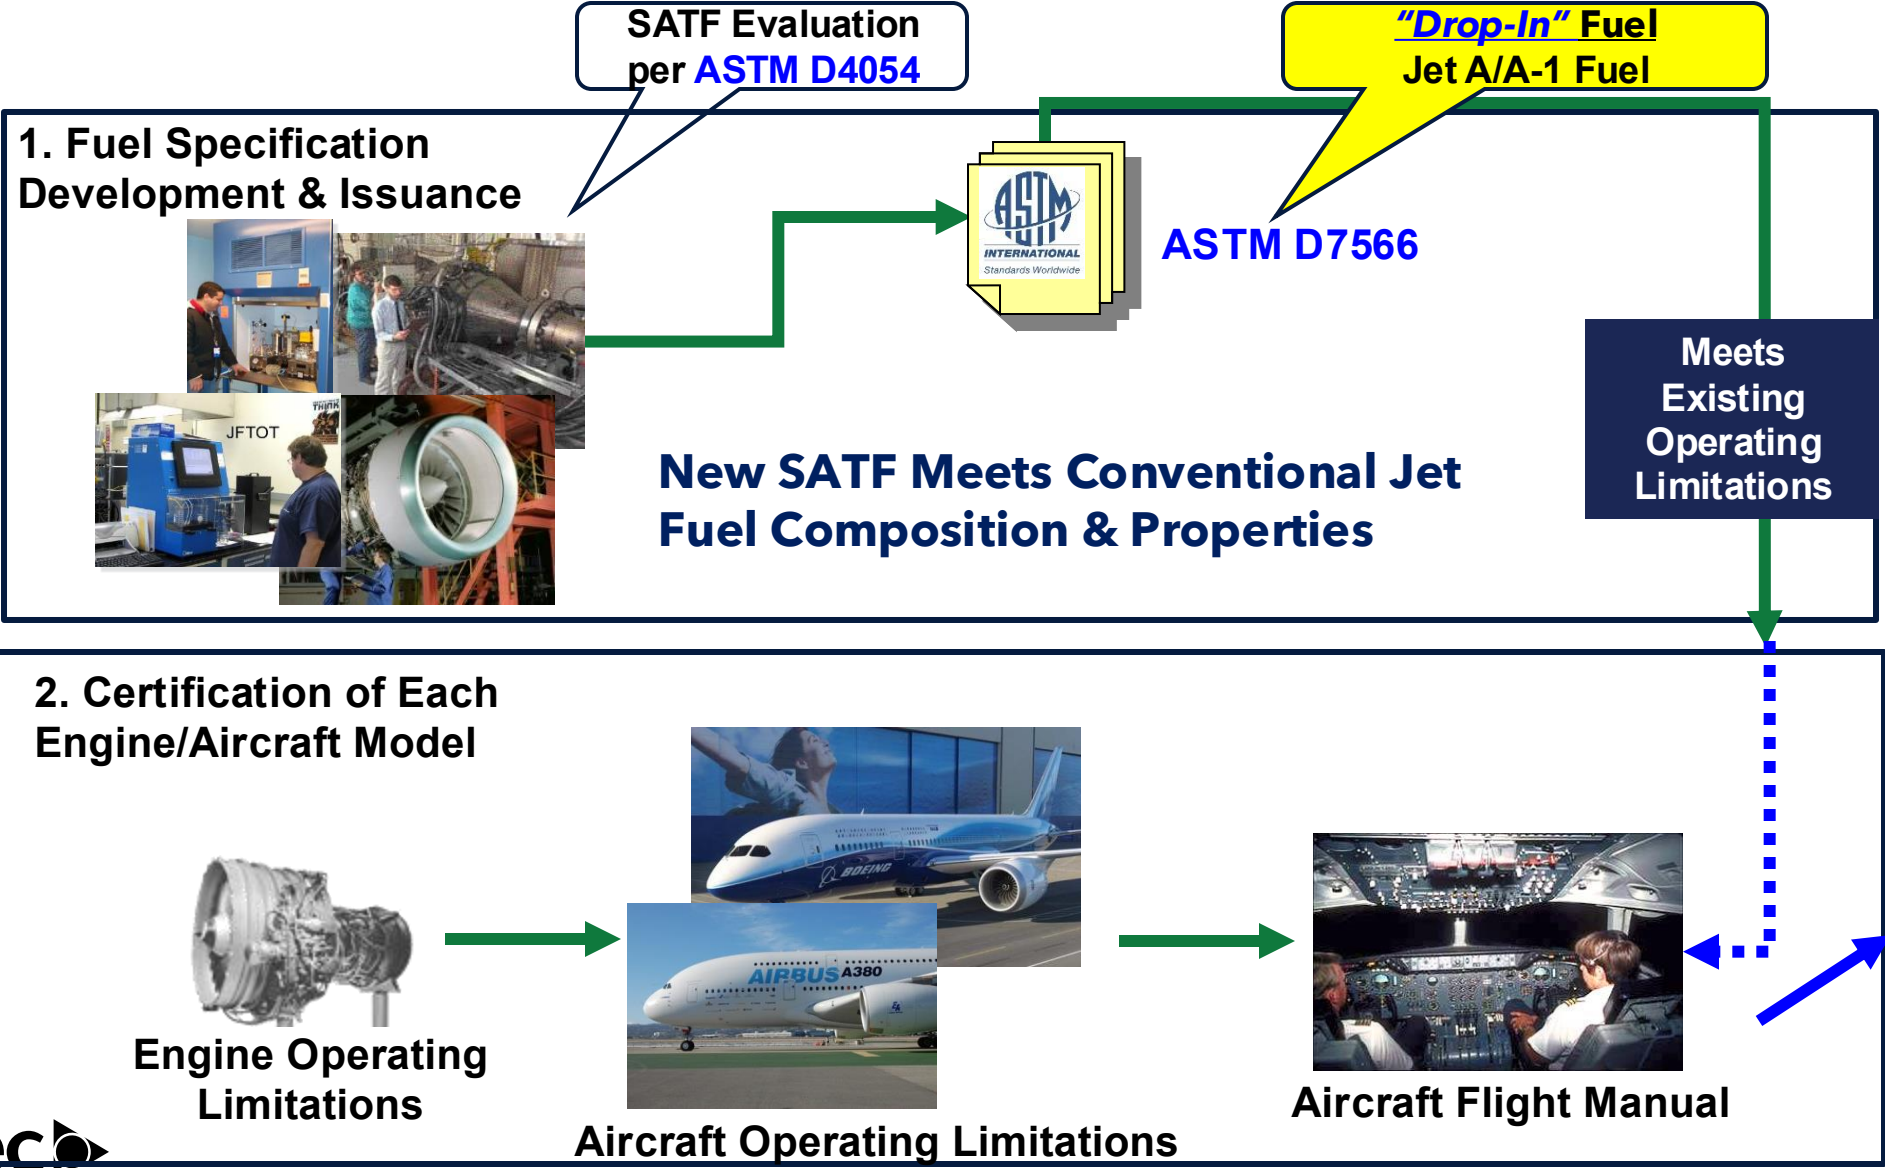 SATF Evaluation
per ASTM D4054
“Drop-In” Fuel
Jet A/A-1 Fuel
1. Fuel Specification
Development & Issuance
ASTM
INTERNATIONAL
Standards Worldwide
ASTM D7566
THINK
JFTOT
Meets
Existing
Operating
Limitations
New SATF Meets Conventional Jet
Fuel Composition & Properties
2. Certification of Each
Engine/Aircraft Model
BOEING
AIRBUS A380
Engine Operating
Limitations
Aircraft Operating Limitations
Aircraft Flight Manual